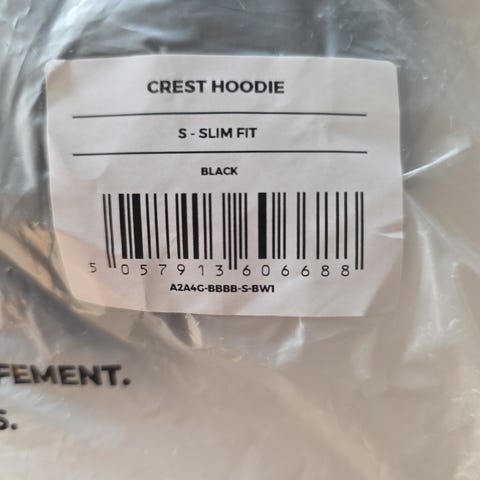 CREST HOODIE
S - SLIM FIT
BLACK
5 057913 606688
A2A4G-BBBB-S-BW1
FEMENT.
S.